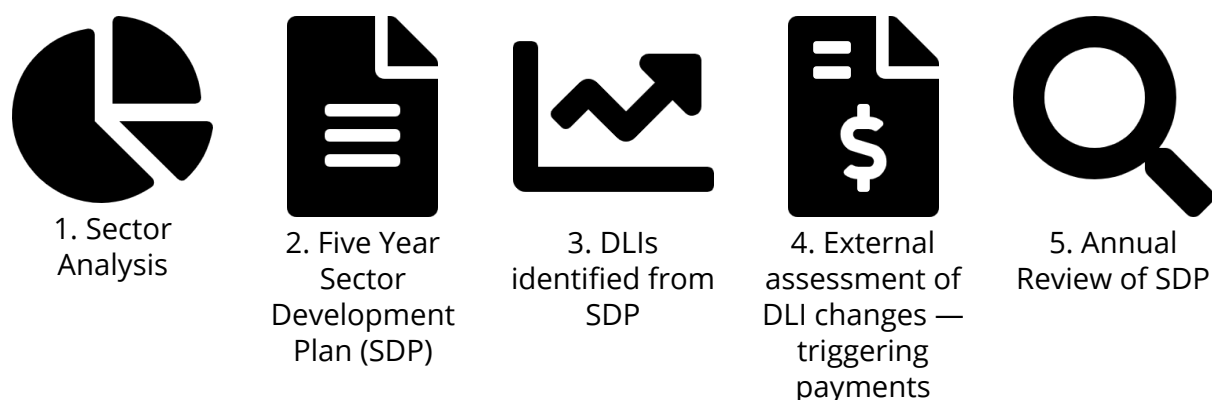 1. Sector
Analysis
2. Five Year
Sector
Development
Plan (SDP)
3. DLIs
identified from
SDP
4. External
assessment of
DLI changes —
triggering
payments
5. Annual
Review of SDP